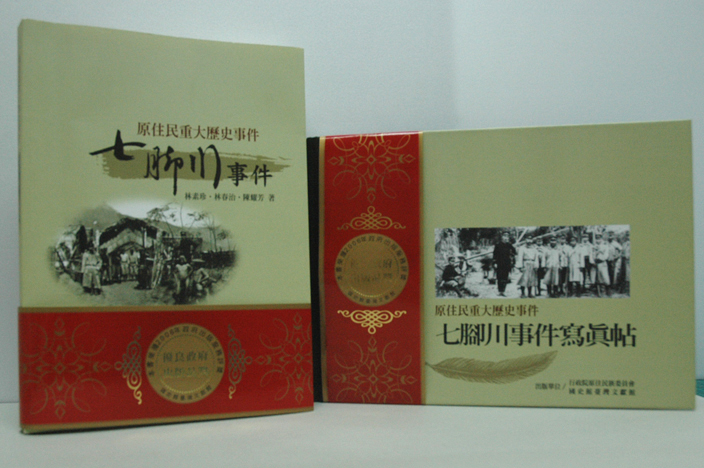 原住民重大歷史事件
七腳川事件
林素珍・林春治・陳耀芳 著
優良政府
出版品獎
原住民重大歷史事件
七腳川事件寫真帖
出版單位/
行政院原住民族委員會
國史館臺灣文獻館